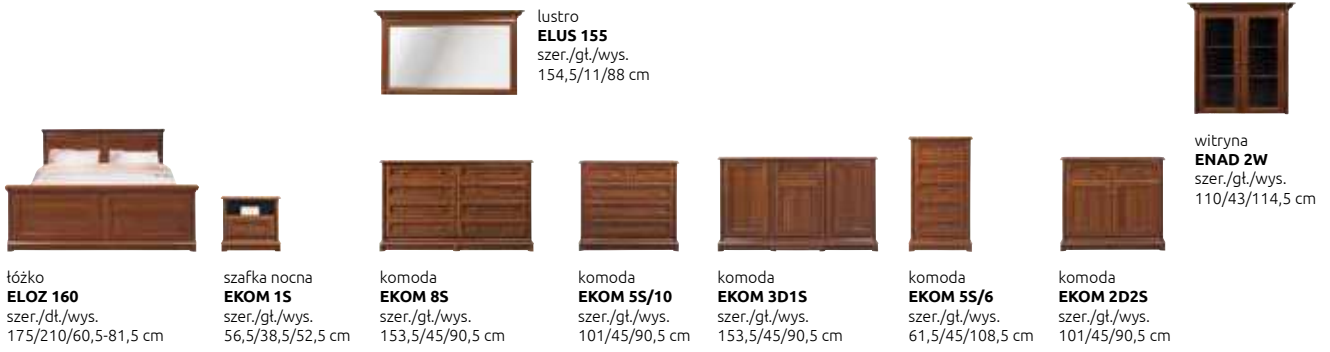 lustro
ELUS 155
szer./gł./wys.
154,5/11/88 cm
witryna
ENAD 2W
szer./gł./wys.
110/43/114,5 cm
łóżko
ELOZ 160
szer./dł./wys.
175/210/60,5-81,5 cm
szafka nocna
EKOM 1S
szer./gł./wys.
56,5/38,5/52,5 cm
komoda
EKOM 8S
szer./gł./wys.
153,5/45/90,5 cm
komoda
EKOM 5S/10
szer./gł./wys.
101/45/90,5 cm
komoda
EKOM 3D1S
szer./gł./wys.
153,5/45/90,5 cm
komoda
EKOM 5S/6
szer./gł./wys.
61,5/45/108,5 cm
komoda
EKOM 2D2S
szer./gł./wys.
101/45/90,5 cm